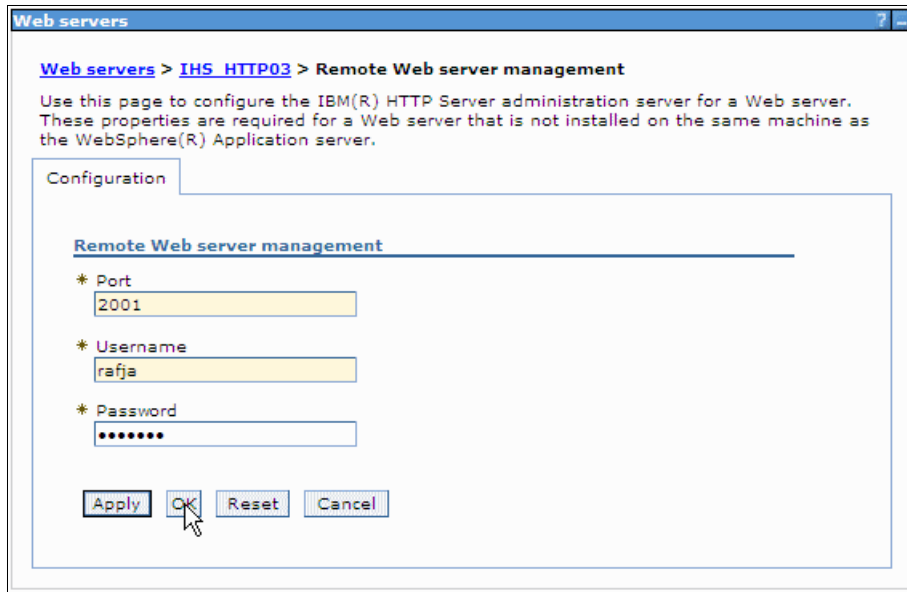 Web servers ? –
Web servers > IHS_HTTP03 > Remote Web server management
Use this page to configure the IBM(R) HTTP Server administration server for a Web server.
These properties are required for a Web server that is not installed on the same machine as
the WebSphere(R) Application server.
Configuration
Remote Web server management
* Port
2001
* Username
rafja
* Password
•••••••
Apply OK Reset Cancel